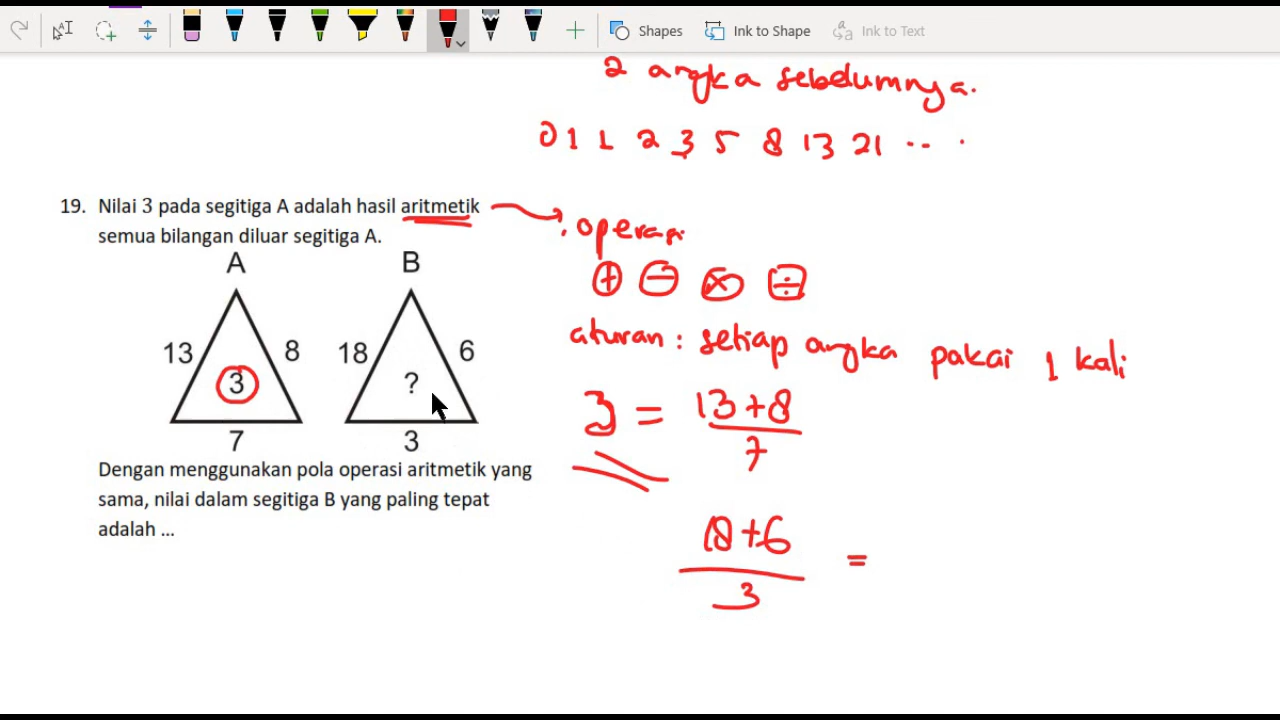 Shapes Ink to Shape Ink to Text
2 angka sebelumnya.
0 1 1 2 3 5 8 13 21 ... .
19. Nilai 3 pada segitiga A adalah hasil aritmetik
semua bilangan diluar segitiga A.
operasi
+ - × ÷
A B
aturan : setiap angka pakai 1 kali
13 8 18 6
3 ?
7 3
3 = 13+8
7
Dengan menggunakan pola operasi aritmetik yang
sama, nilai dalam segitiga B yang paling tepat
adalah ...
18+6 =
3